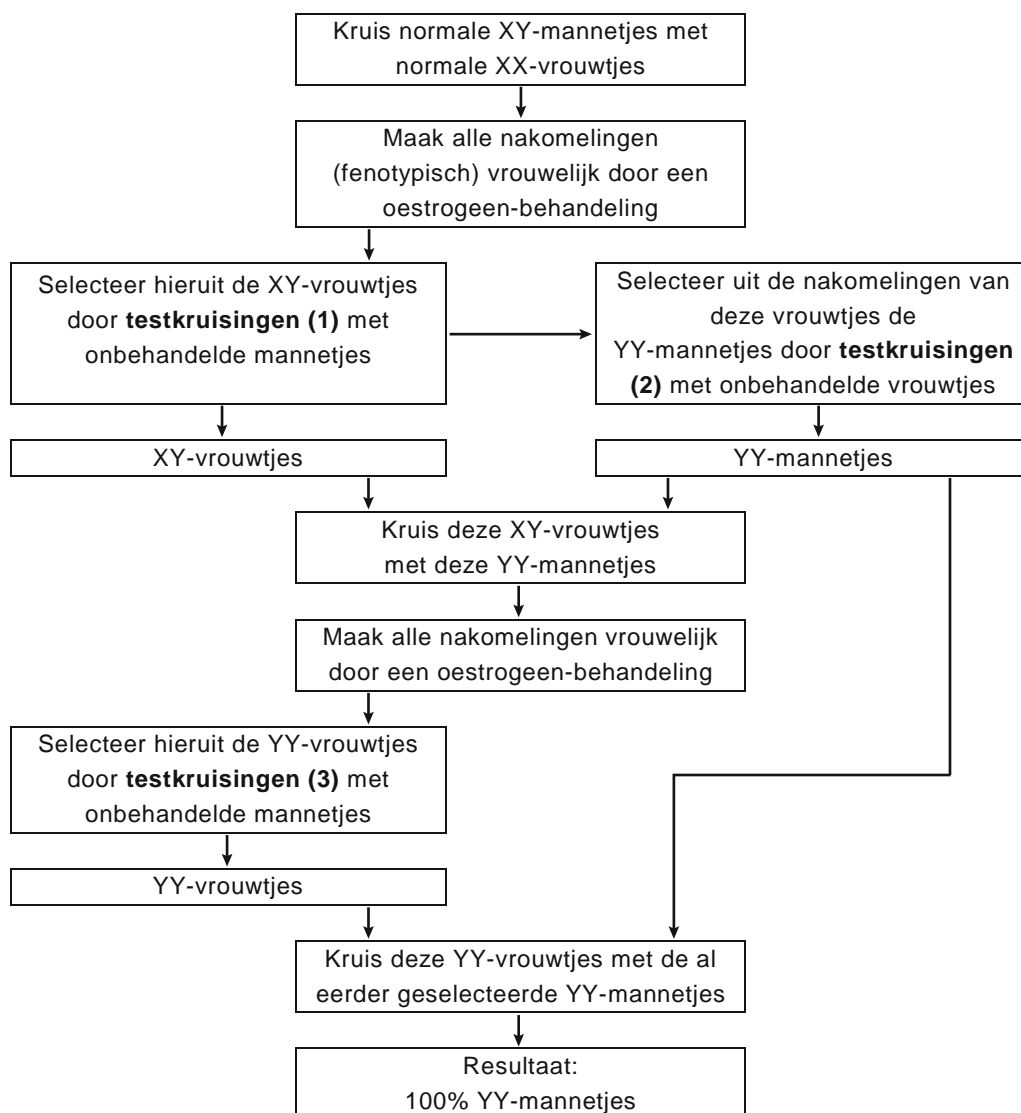 Kruis normale XY-mannetjes met
normale XX-vrouwtjes
Maak alle nakomelingen
(fenotypisch) vrouwelijk door een
oestrogeen-behandeling
Selecteer hieruit de XY-vrouwtjes
door testkruisingen (1) met
onbehandelde mannetjes
Selecteer uit de nakomelingen van
deze vrouwtjes de
YY-mannetjes door testkruisingen
(2) met onbehandelde vrouwtjes
XY-vrouwtjes
YY-mannetjes
Kruis deze XY-vrouwtjes
met deze YY-mannetjes
Maak alle nakomelingen vrouwelijk
door een oestrogeen-behandeling
Selecteer hieruit de YY-vrouwtjes
door testkruisingen (3) met
onbehandelde mannetjes
YY-vrouwtjes
Kruis deze YY-vrouwtjes met de al
eerder geselecteerde YY-mannetjes
Resultaat:
100% YY-mannetjes